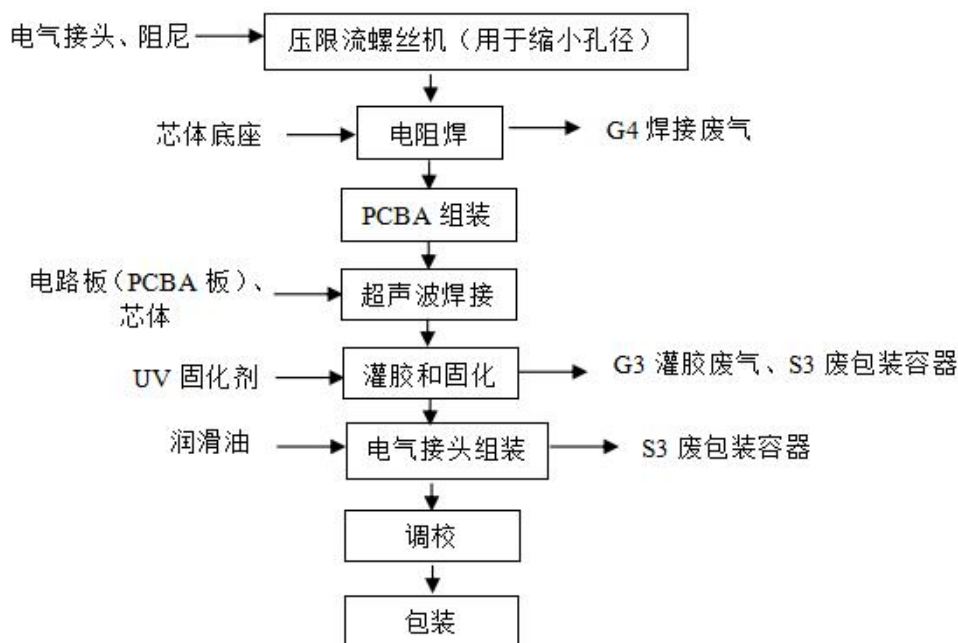 电气接头、阻尼
压限流螺丝机（用于缩小孔径）
芯体底座
电阻焊
G4 焊接废气
PCBA 组装
电路板（PCBA 板）、
芯体
超声波焊接
UV 固化剂
灌胶和固化
G3 灌胶废气、S3 废包装容器
润滑油
电气接头组装
S3 废包装容器
调校
包装